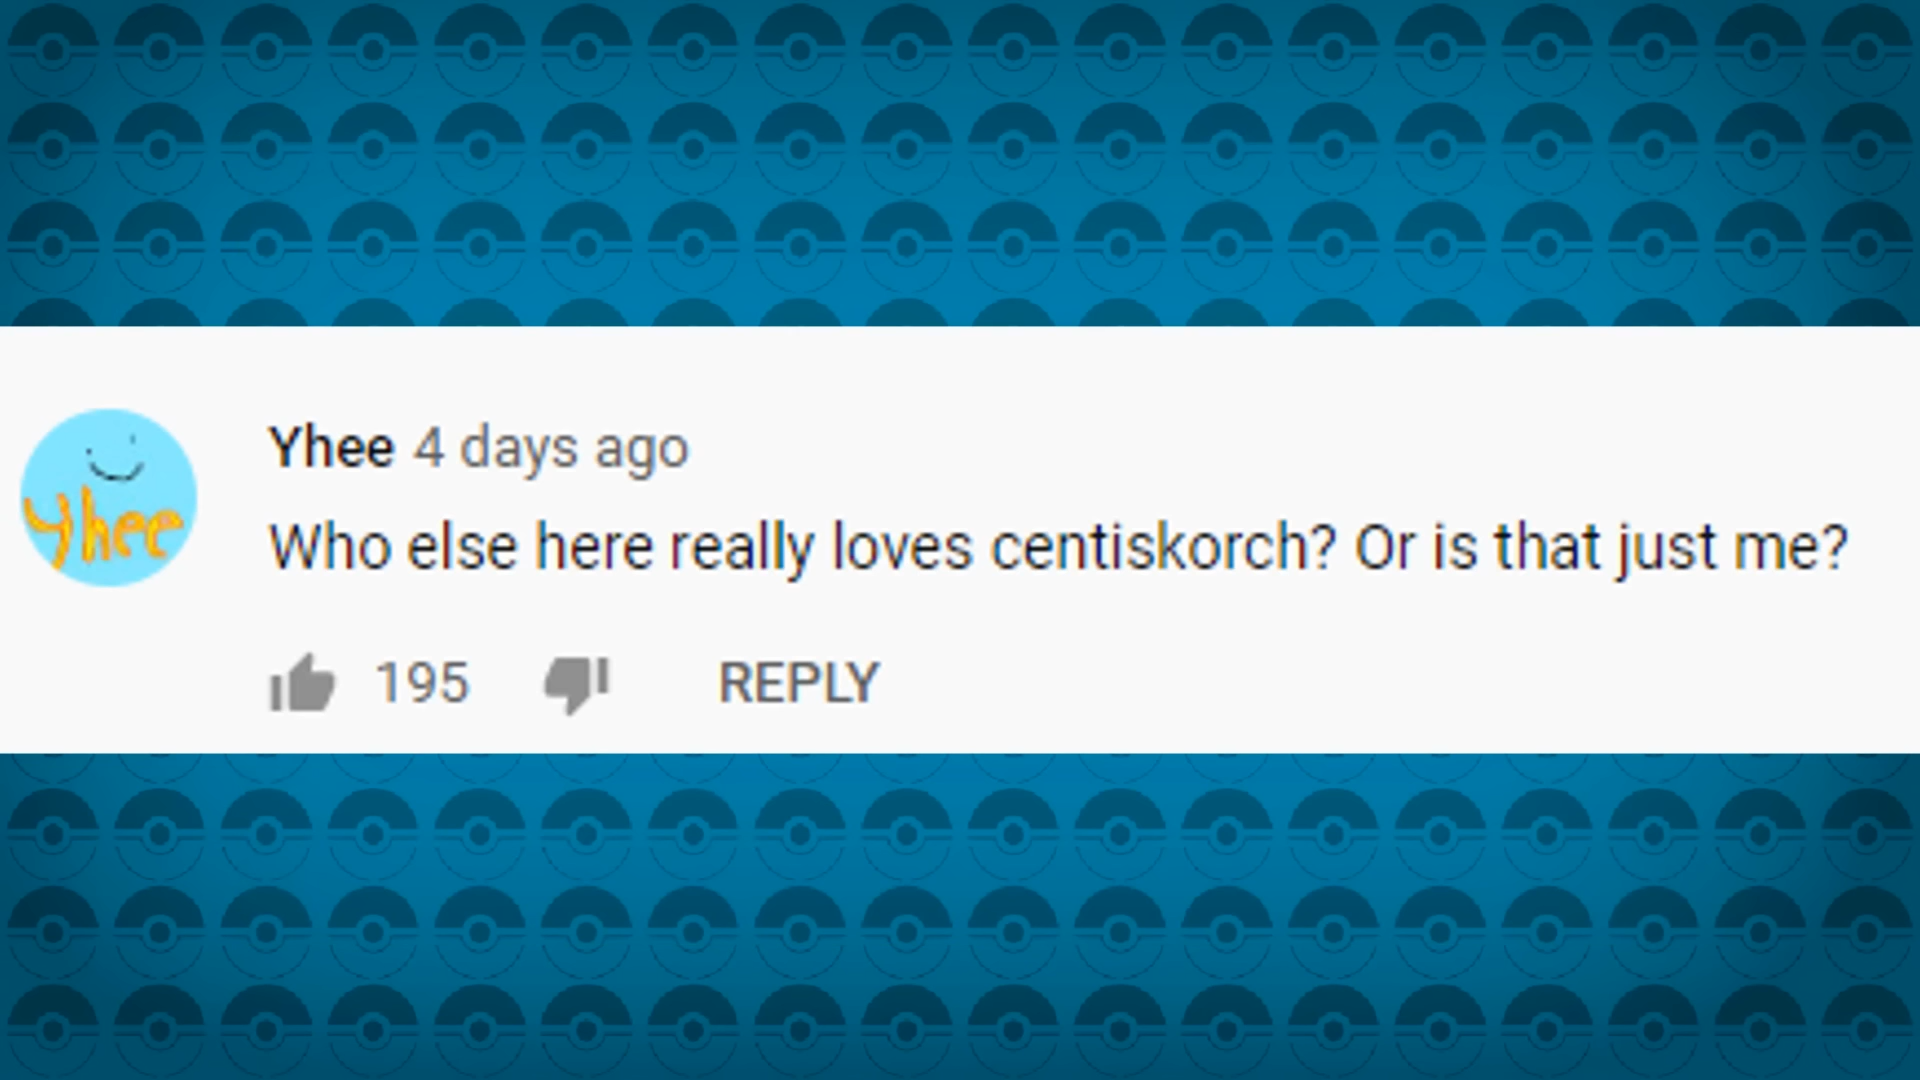 Yhee 4 days ago
yhee
Who else here really loves centiskorch? Or is that just me?
195 REPLY